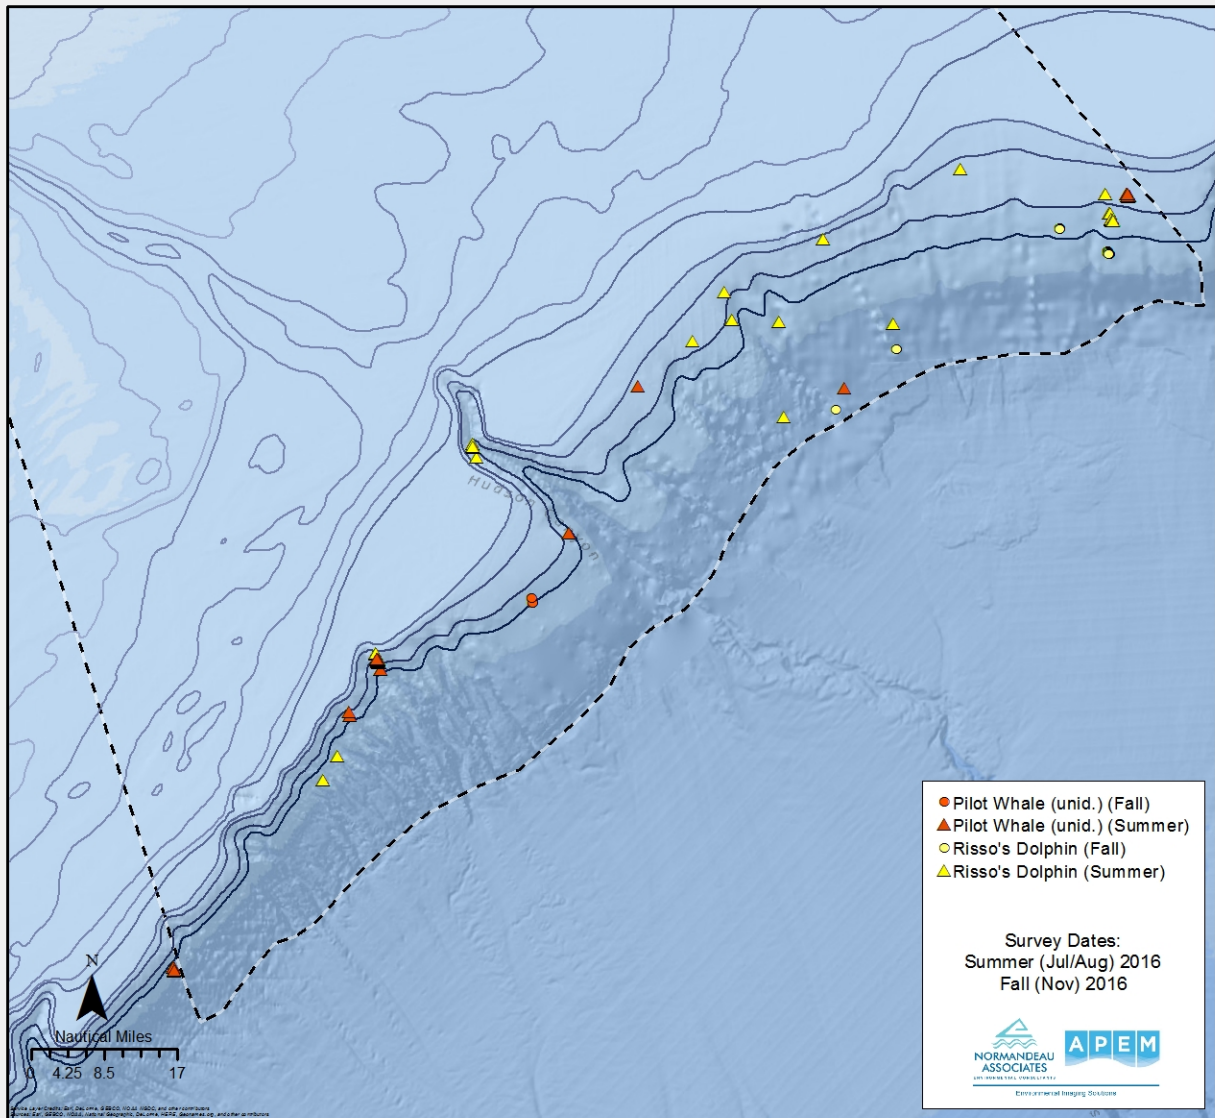 Hudson
Pilot Whale (unid.) (Fall)
Pilot Whale (unid.) (Summer)
Risso's Dolphin (Fall)
Risso's Dolphin (Summer)
Survey Dates:
Summer (Jul/Aug) 2016
Fall (Nov) 2016
NORMANDEAU
ASSOCIATES
ENVIRONMENTAL CONSULTANTS
APEM
Environmental Imaging Solutions
N
Nautical Miles
0 4.25 8.5 17